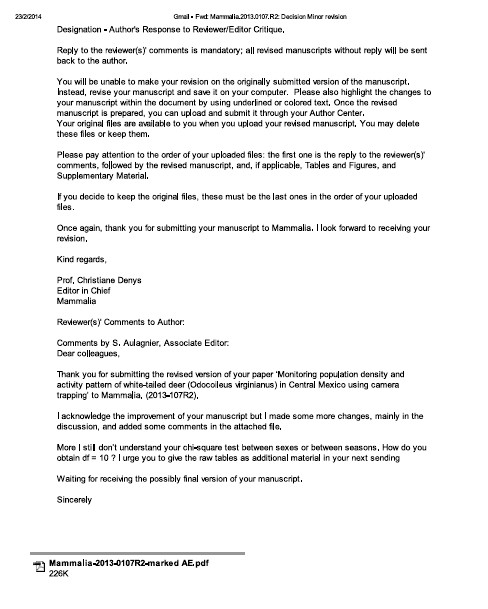 23/2/2014 Gmail - Fwd: Mammalia.2013.0107.R2: Decision Minor revision
Designation - Author's Response to Reviewer/Editor Critique.
Reply to the reviewer(s)' comments is mandatory; all revised manuscripts without reply will be sent
back to the author.
You will be unable to make your revision on the originally submitted version of the manuscript.
Instead, revise your manuscript and save it on your computer. Please also highlight the changes to
your manuscript within the document by using underlined or colored text. Once the revised
manuscript is prepared, you can upload and submit it through your Author Center.
Your original files are available to you when you upload your revised manuscript. You may delete
these files or keep them.
Please pay attention to the order of your uploaded files: the first one is the reply to the reviewer(s)'
comments, followed by the revised manuscript, and, if applicable, Tables and Figures, and
Supplementary Material.
If you decide to keep the original files, these must be the last ones in the order of your uploaded
files.
Once again, thank you for submitting your manuscript to Mammalia. I look forward to receiving your
revision.
Kind regards,
Prof. Christiane Denys
Editor in Chief
Mammalia
Reviewer(s)' Comments to Author:
Comments by S. Aulagnier, Associate Editor:
Dear colleagues,
Thank you for submitting the revised version of your paper 'Monitoring population density and
activity pattern of white-tailed deer (Odocoileus virginianus) in Central Mexico using camera
trapping' to Mammalia. (2013-107R2).
I acknowledge the improvement of your manuscript but I made some more changes, mainly in the
discussion, and added some comments in the attached file.
More I still don't understand your chi-square test between sexes or between seasons. How do you
obtain df = 10 ? I urge you to give the raw tables as additional material in your next sending
Waiting for receiving the possibly final version of your manuscript.
Sincerely
Mammalia-2013-0107R2-marked AE.pdf
226K